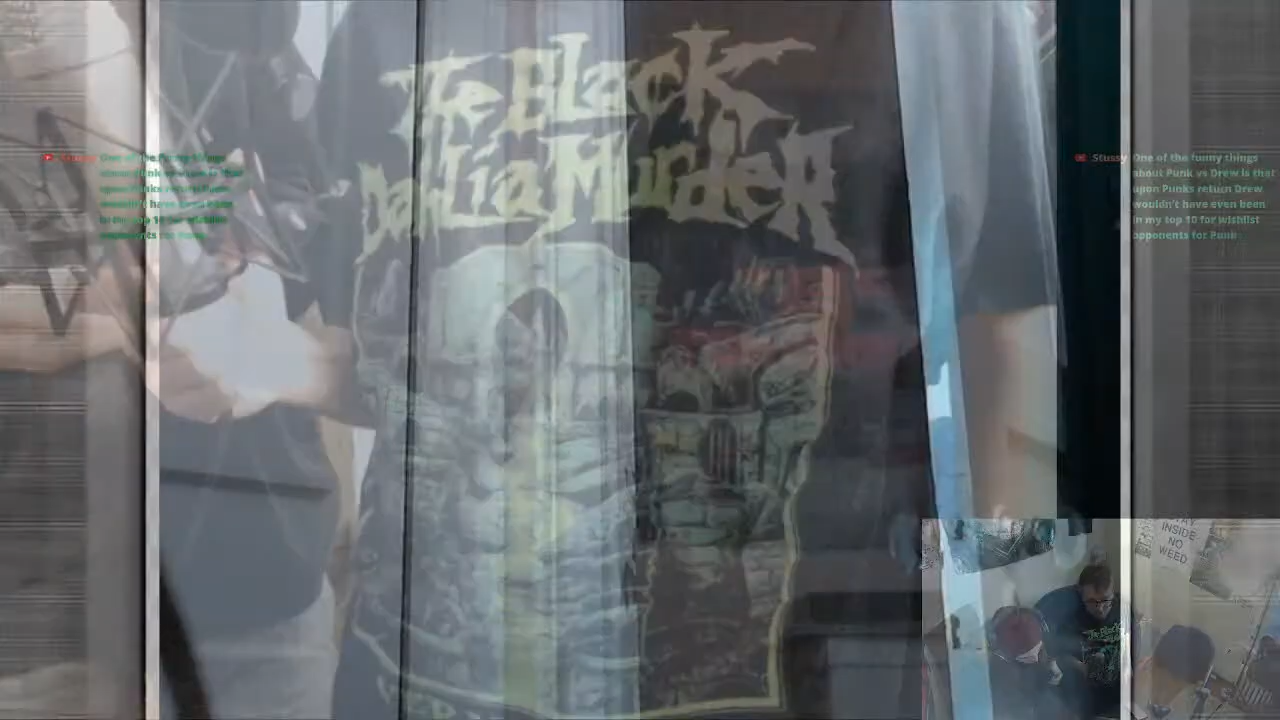 The Black
Dahlia Murder
Stussy One of the funny things
about Punk vs Drew is that
upon Punks return Drew
wouldn't have even been
in my top 10 for wishlist
opponents for Punk.
STAY
INSIDE
NO
WEED